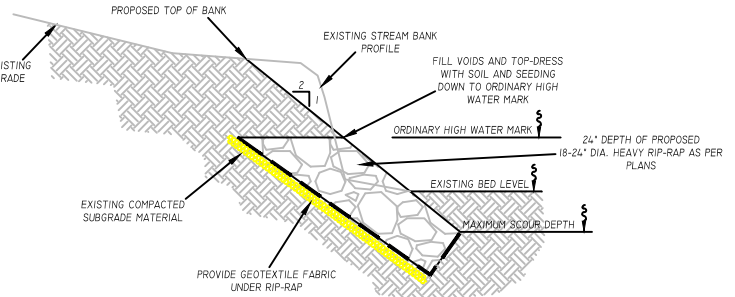 PROPOSED TOP OF BANK
EXISTING STREAM BANK
PROFILE
ISTING
RADE
FILL VOIDS AND TOP-DRESS
WITH SOIL AND SEEDING
DOWN TO ORDINARY HIGH
WATER MARK
2
1
ORDINARY HIGH WATER MARK
24" DEPTH OF PROPOSED
18-24" DIA. HEAVY RIP-RAP AS PER
PLANS
EXISTING BED LEVEL
EXISTING COMPACTED
SUBGRADE MATERIAL
MAXIMUM SCOUR DEPTH
PROVIDE GEOTEXTILE FABRIC
UNDER RIP-RAP